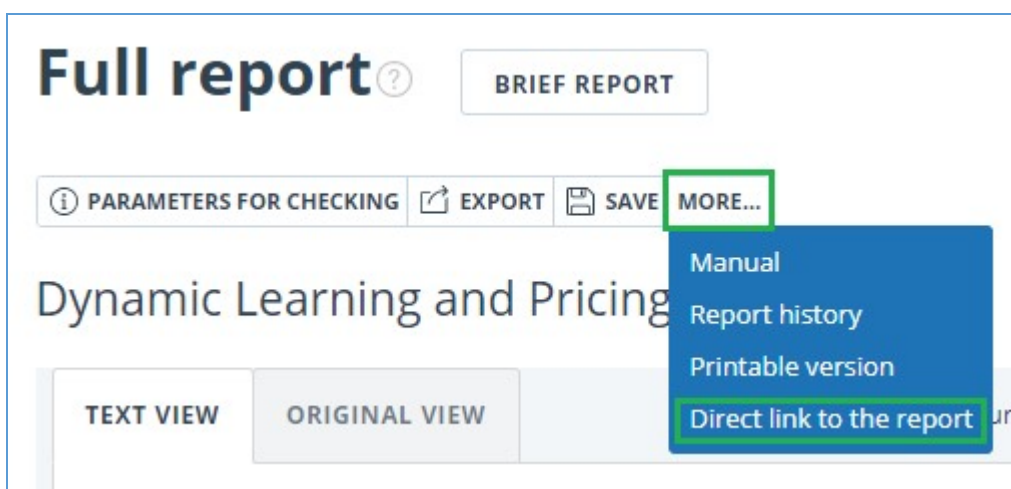 Full report ? BRIEF REPORT
i PARAMETERS FOR CHECKING EXPORT SAVE MORE...
Manual
Dynamic Learning and Pricing
Report history
Printable version
TEXT VIEW ORIGINAL VIEW
Direct link to the report